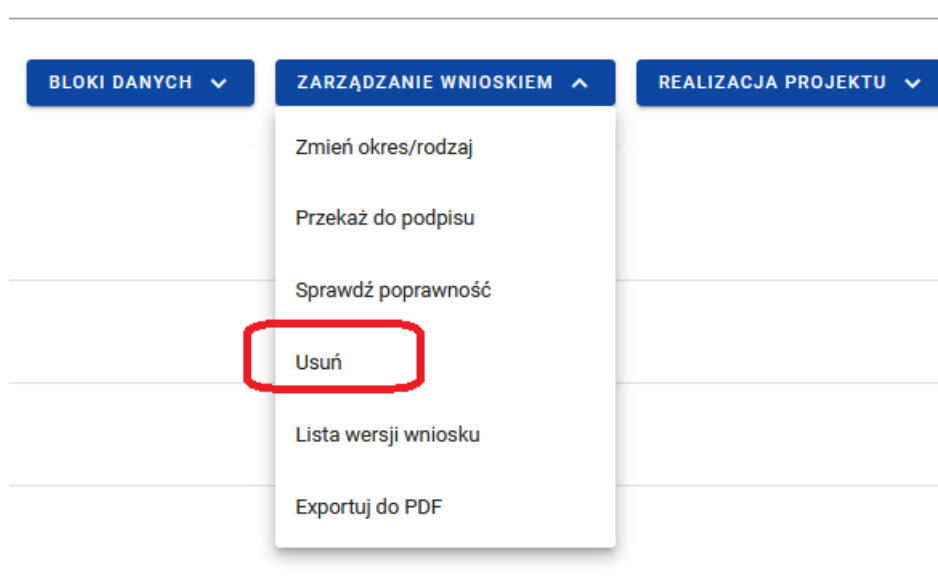 BLOKI DANYCH
ZARZĄDZANIE WNIOSKIEM
REALIZACJA PROJEKTU
Zmień okres/rodzaj
Przekaż do podpisu
Sprawdź poprawność
Usuń
Lista wersji wniosku
Exportuj do PDF